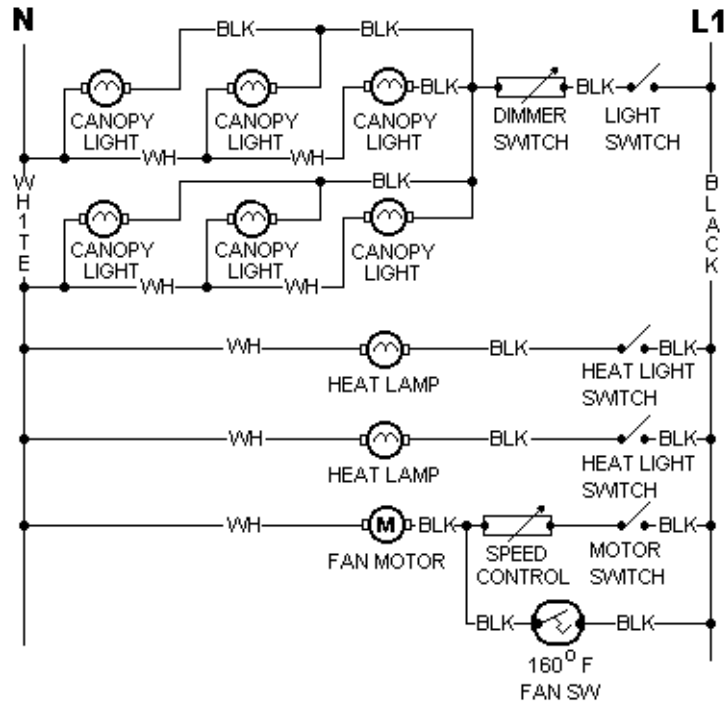 N L1
BLK BLK
BLK BLK
CANOPY LIGHT
CANOPY LIGHT
CANOPY LIGHT
DIMMER SWITCH
LIGHT SWITCH
WH WH
WH1TE
BLACK
BLK
CANOPY LIGHT
CANOPY LIGHT
CANOPY LIGHT
WH WH
WH BLK BLK
HEAT LAMP
HEAT LIGHT SWITCH
WH BLK BLK
HEAT LAMP
HEAT LIGHT SWITCH
WH M BLK BLK
FAN MOTOR
SPEED CONTROL
MOTOR SWITCH
BLK BLK
160° F
FAN SW